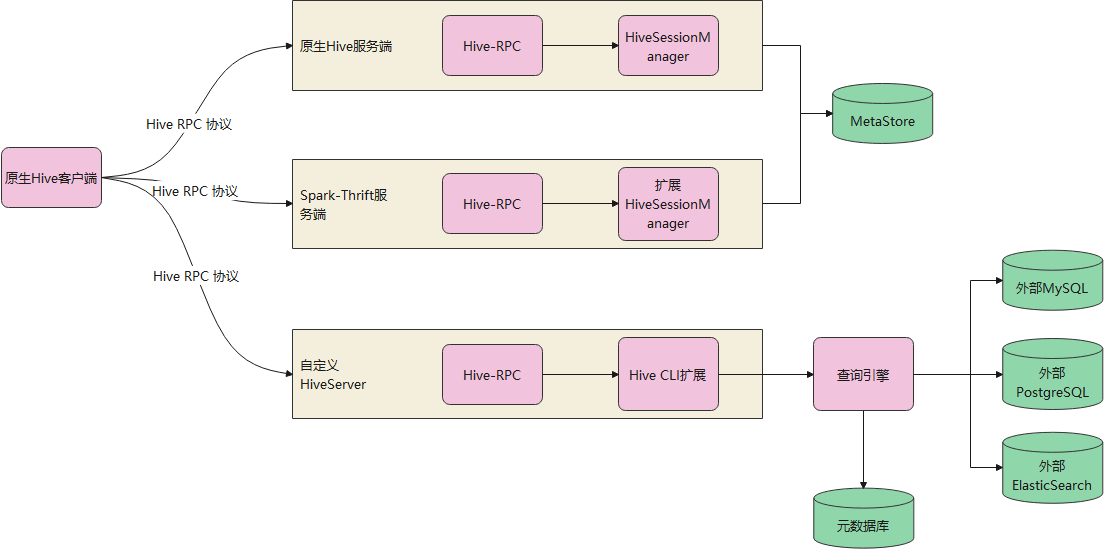 原生Hive服务端
Hive-RPC
HiveSessionM
anager
Hive RPC 协议
MetaStore
原生Hive客户端
Hive RPC 协议
Spark-Thrift服
务端
Hive-RPC
扩展
HiveSessionM
anager
Hive RPC 协议
外部MySQL
自定义
HiveServer
Hive-RPC
Hive CLI扩展
查询引擎
外部
PostgreSQL
外部
ElasticSearch
元数据库